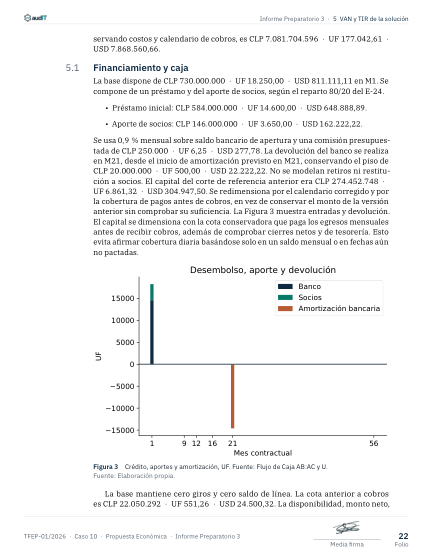 audIT
Informe Preparatorio 3 · 5 VAN y TIR de la solución
servando costos y calendario de cobros, es CLP 7.081.704.596 · UF 177.042,61 ·
USD 7.868.560,66.
5.1 Financiamiento y caja
La base dispone de CLP 730.000.000 · UF 18.250,00 · USD 811.111,11 en M1. Se
compone de un préstamo y del aporte de socios, según el reparto 80/20 del E-24.
• Préstamo inicial: CLP 584.000.000 · UF 14.600,00 · USD 648.888,89.
• Aporte de socios: CLP 146.000.000 · UF 3.650,00 · USD 162.222,22.
Se usa 0,9 % mensual sobre saldo bancario de apertura y una comisión presupues-
tada de CLP 250.000 · UF 6,25 · USD 277,78. La devolución del banco se realiza
en M21, desde el inicio de amortización previsto en M21, conservando el piso de
CLP 20.000.000 · UF 500,00 · USD 22.222,22. No se modelan retiros ni restitu-
ción a socios. El capital del corte de referencia anterior era CLP 274.452.748 ·
UF 6.861,32 · USD 304.947,50. Se redimensiona por el calendario corregido y por
la cobertura de pagos antes de cobros, en vez de conservar el monto de la versión
anterior sin comprobar su suficiencia. La Figura 3 muestra entradas y devolución.
El capital se dimensiona con la cota conservadora que paga los egresos mensuales
antes de recibir cobros, además de comprobar cierres netos y de tesorería. Esto
evita afirmar cobertura diaria basándose solo en un saldo mensual o en fechas aún
no pactadas.
Desembolso, aporte y devolución
Banco
Socios
Amortización bancaria
15000
10000
5000
0
−5000
−10000
−15000
UF
1 9 12 16 21 56
Mes contractual
Figura 3 Crédito, aportes y amortización, UF. Fuente: Flujo de Caja AB:AC y U.
Fuente: Elaboración propia.
La base mantiene cero giros y cero saldo de línea. La cota anterior a cobros
es CLP 22.050.292 · UF 551,26 · USD 24.500,32. La disponibilidad, monto neto,
TFEP-01/2026 · Caso 10 · Propuesta Económica · Informe Preparatorio 3
Media firma
22
Folio